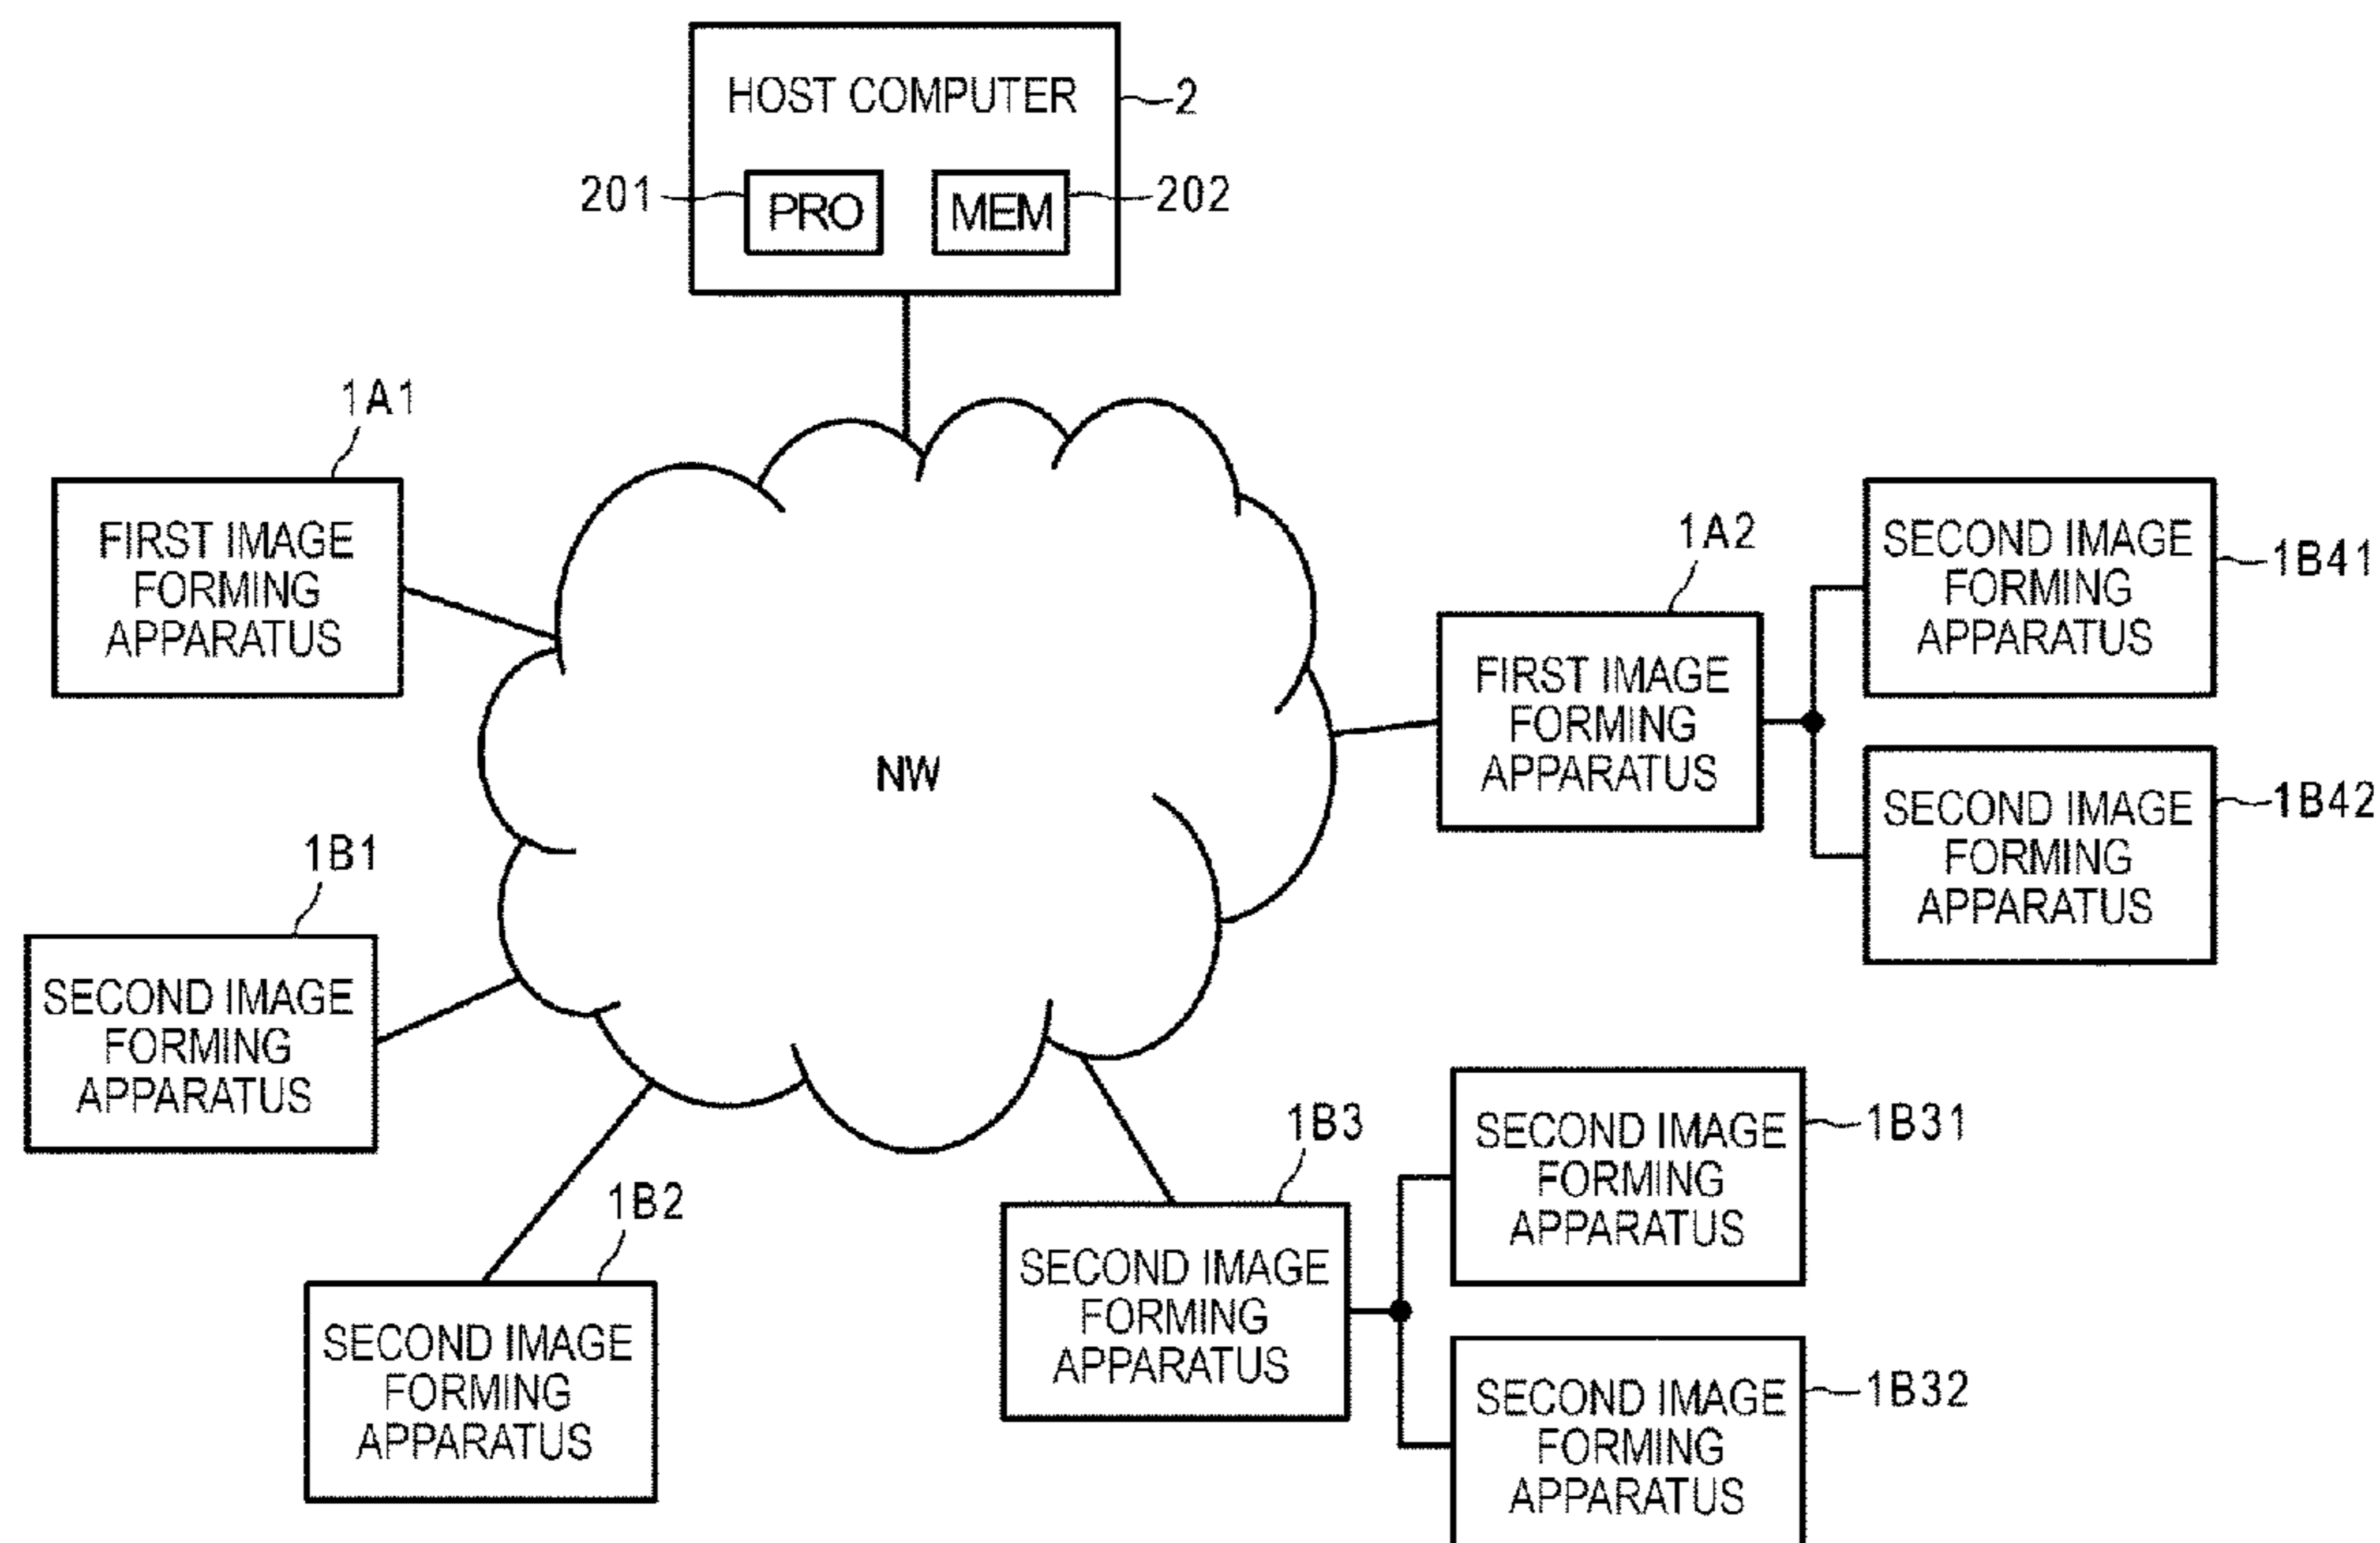 HOST COMPUTER
2
201
PRO
MEM
202
1A1
FIRST IMAGE
FORMING
APPARATUS
1A2
FIRST IMAGE
FORMING
APPARATUS
SECOND IMAGE
FORMING
APPARATUS
1B41
SECOND IMAGE
FORMING
APPARATUS
1B42
NW
1B1
SECOND IMAGE
FORMING
APPARATUS
1B2
SECOND IMAGE
FORMING
APPARATUS
1B3
SECOND IMAGE
FORMING
APPARATUS
SECOND IMAGE
FORMING
APPARATUS
1B31
SECOND IMAGE
FORMING
APPARATUS
1B32